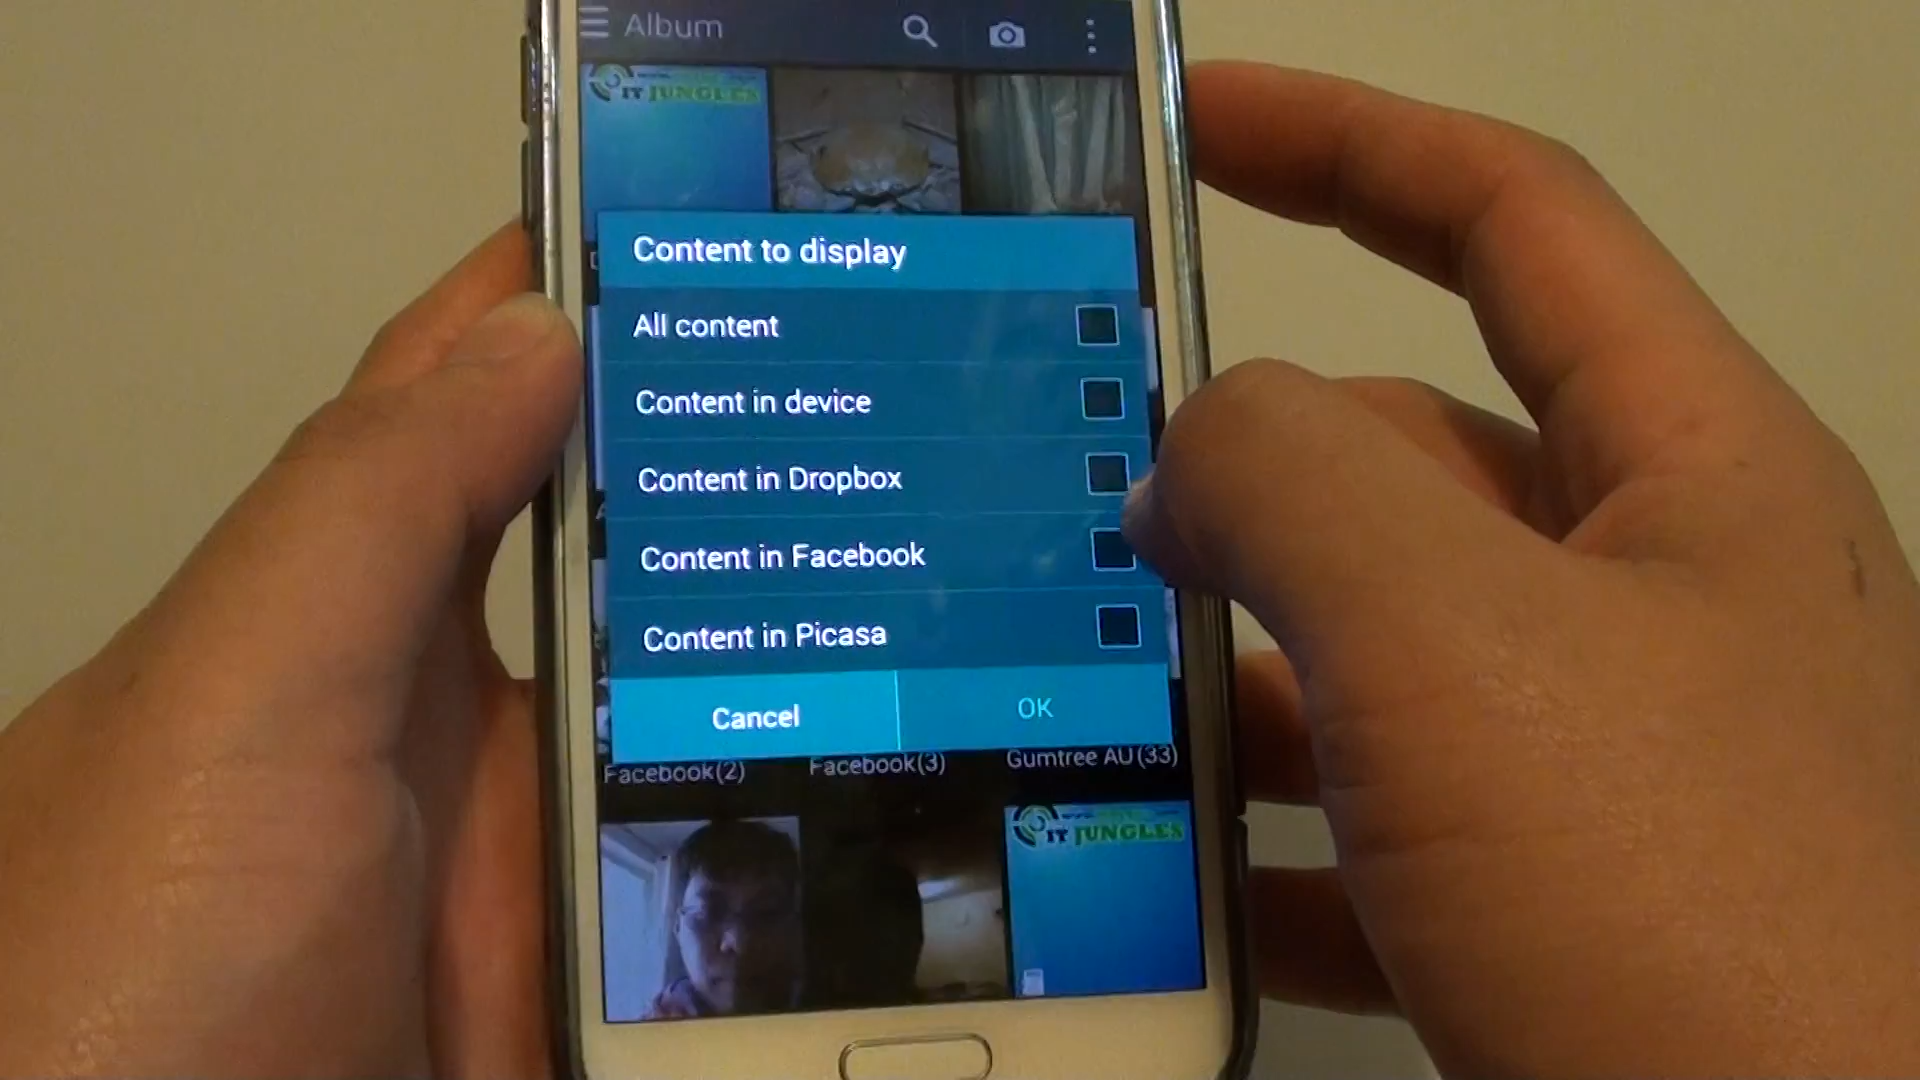 Album
IT JUNGLES
Content to display
All content
Content in device
Content in Dropbox
Content in Facebook
Content in Picasa
Cancel
OK
Facebook(2)
Facebook(3)
Gumtree AU(33)
IT JUNGLES